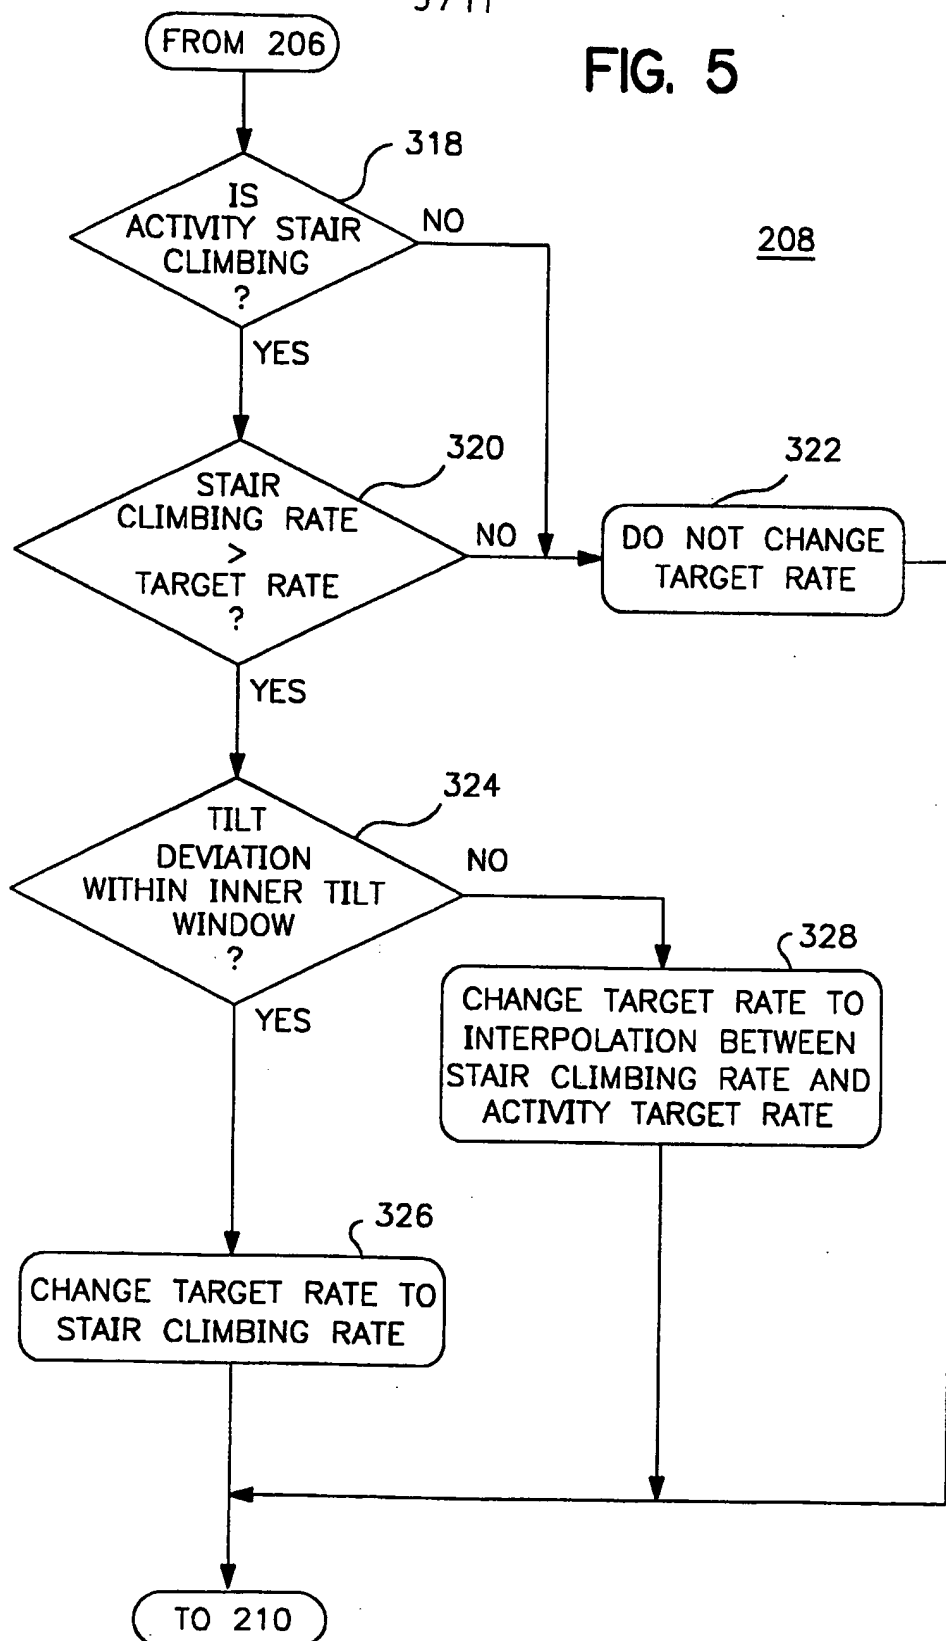 FROM 206
FIG. 5
318
IS
ACTIVITY STAIR
CLIMBING
?
NO
208
YES
320
STAIR
CLIMBING RATE
>
TARGET RATE
?
NO
322
DO NOT CHANGE
TARGET RATE
YES
324
TILT
DEVIATION
WITHIN INNER TILT
WINDOW
?
NO
328
CHANGE TARGET RATE TO
INTERPOLATION BETWEEN
STAIR CLIMBING RATE AND
ACTIVITY TARGET RATE
YES
326
CHANGE TARGET RATE TO
STAIR CLIMBING RATE
TO 210